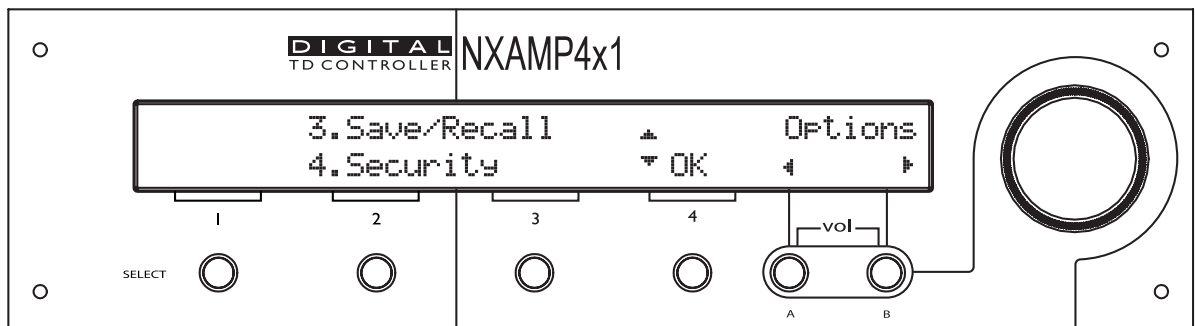 DIGITAL
TD CONTROLLER
NXAMP4x1
3.Save/Recall Options
4.Security OK
1 2 3 4
vol
SELECT
A B